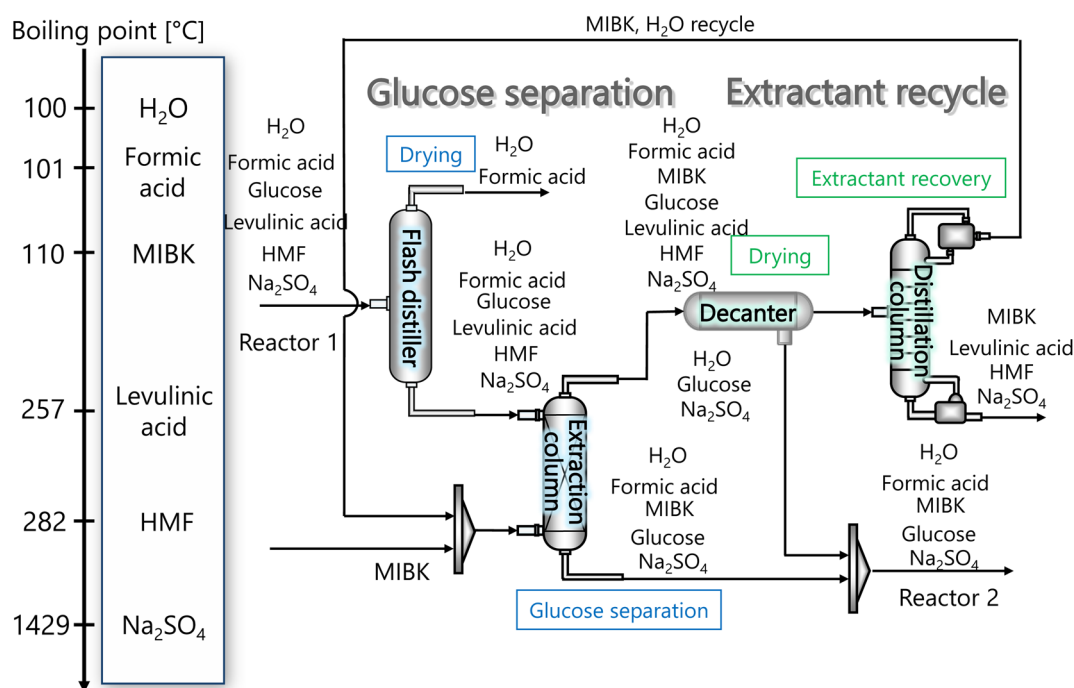 Boiling point [°C]
100
H₂O
101
Formic
acid
110
MIBK
257
Levulinic
acid
282
HMF
1429
Na₂SO₄
MIBK, H₂O recycle
Glucose separation
Extractant recycle
H₂O
Formic acid
Glucose
Levulinic acid
HMF
Na₂SO₄
Reactor 1
Drying
H₂O
Formic acid
Flash distiller
H₂O
Formic acid
Glucose
Levulinic acid
HMF
Na₂SO₄
MIBK
Extraction
column
Glucose separation
H₂O
Formic acid
MIBK
Glucose
Levulinic acid
HMF
Na₂SO₄
Drying
Decanter
H₂O
Glucose
Na₂SO₄
H₂O
Formic acid
MIBK
Glucose
Na₂SO₄
Extractant recovery
Distillation
column
MIBK
Levulinic acid
HMF
Na₂SO₄
H₂O
Formic acid
MIBK
Glucose
Na₂SO₄
Reactor 2